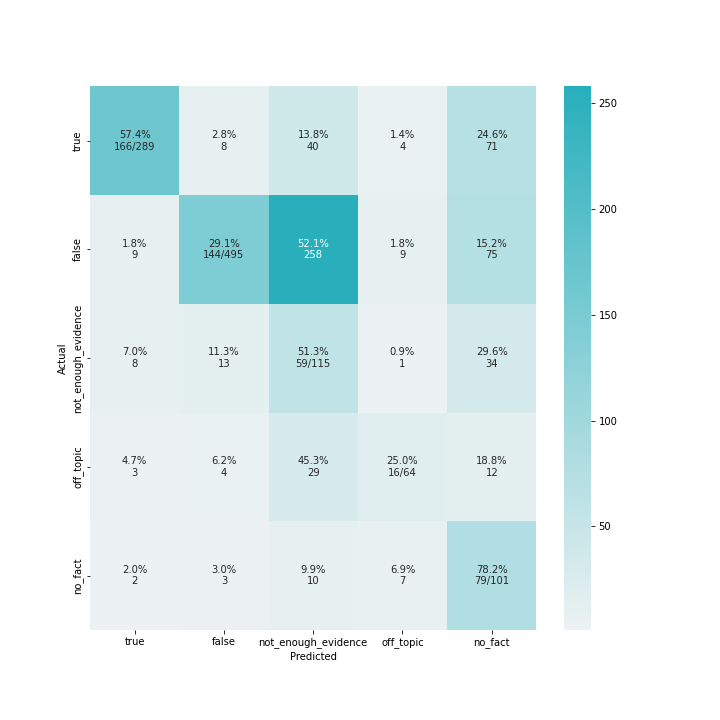 57.4% 2.8% 13.8% 1.4% 24.6%
166/289 8 40 4 71
true
1.8% 29.1% 52.1% 1.8% 15.2%
9 144/495 258 9 75
false
7.0% 11.3% 51.3% 0.9% 29.6%
8 13 59/115 1 34
not_enough_evidence
Actual
4.7% 6.2% 45.3% 25.0% 18.8%
3 4 29 16/64 12
off_topic
2.0% 3.0% 9.9% 6.9% 78.2%
2 3 10 7 79/101
no_fact
true false not_enough_evidence off_topic no_fact
Predicted
250
200
150
100
50